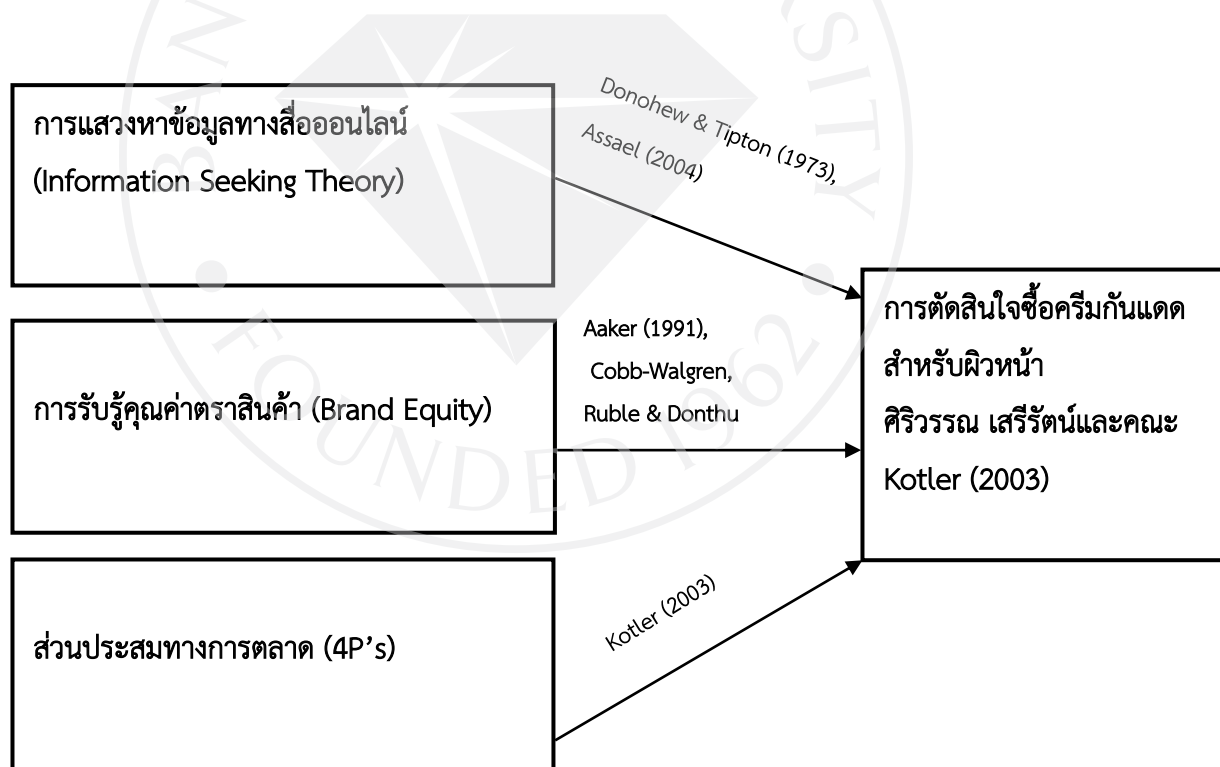 การแสวงหาข้อมูลทางสื่อออนไลน์
(Information Seeking Theory)
Donohew & Tipton (1973),
Assael (2004)
การรับรู้คุณค่าตราสินค้า (Brand Equity)
Aaker (1991),
Cobb-Walgren,
Ruble & Donthu
ส่วนประสมทางการตลาด (4P’s)
Kotler (2003)
การตัดสินใจซื้อครีมกันแดด
สำหรับผิวหน้า
ศิริวรรณ เสรีรัตน์และคณะ
Kotler (2003)
FOUNDED 1962